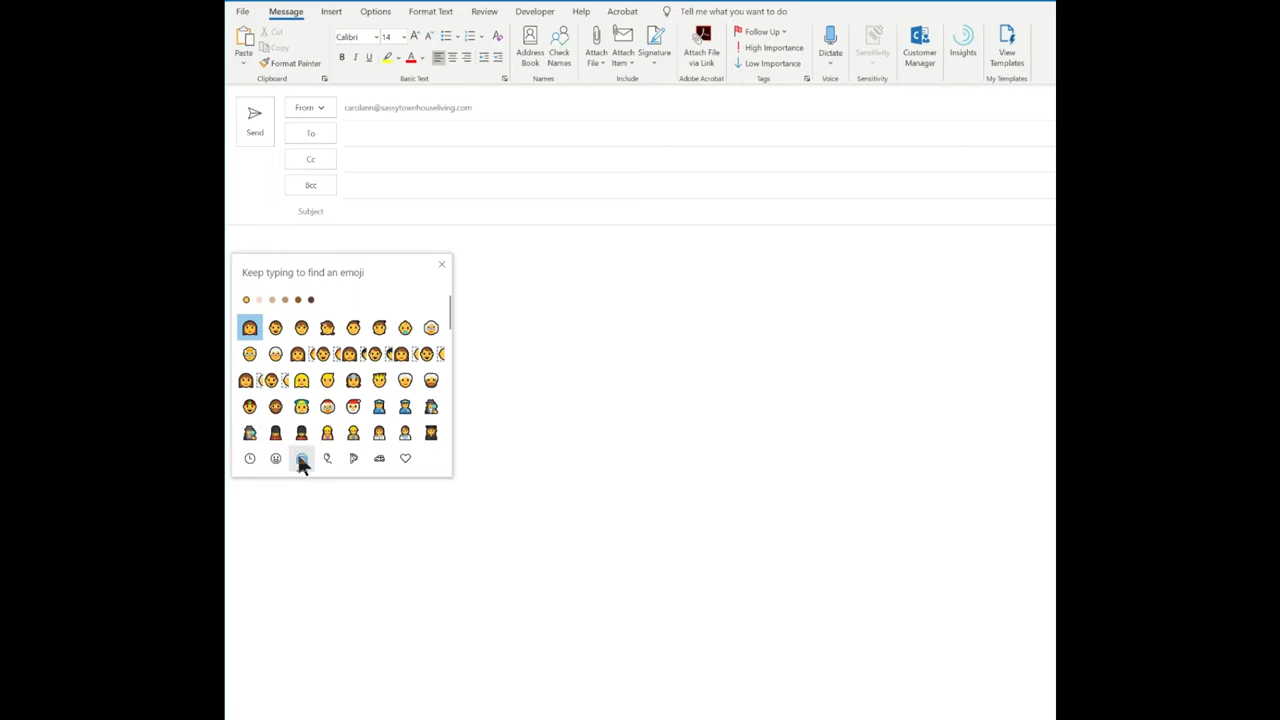 File Message Insert Options Format Text Review Developer Help Acrobat Tell me what you want to do
Paste
Cut
Copy
Format Painter
Clipboard
Calibri 14 A A
B I U A
Basic Text
Address Book
Check Names
Names
Attach File
Attach Item
Signature
Include
Attach File via Link
Adobe Acrobat
Follow Up
High Importance
Low Importance
Tags
Dictate
Voice
Sensitivity
Sensitivity
Customer Manager
Insights
View Templates
My Templates
Send
From carolann@sassytownhouseliving.com
To
Cc
Bcc
Subject
Keep typing to find an emoji